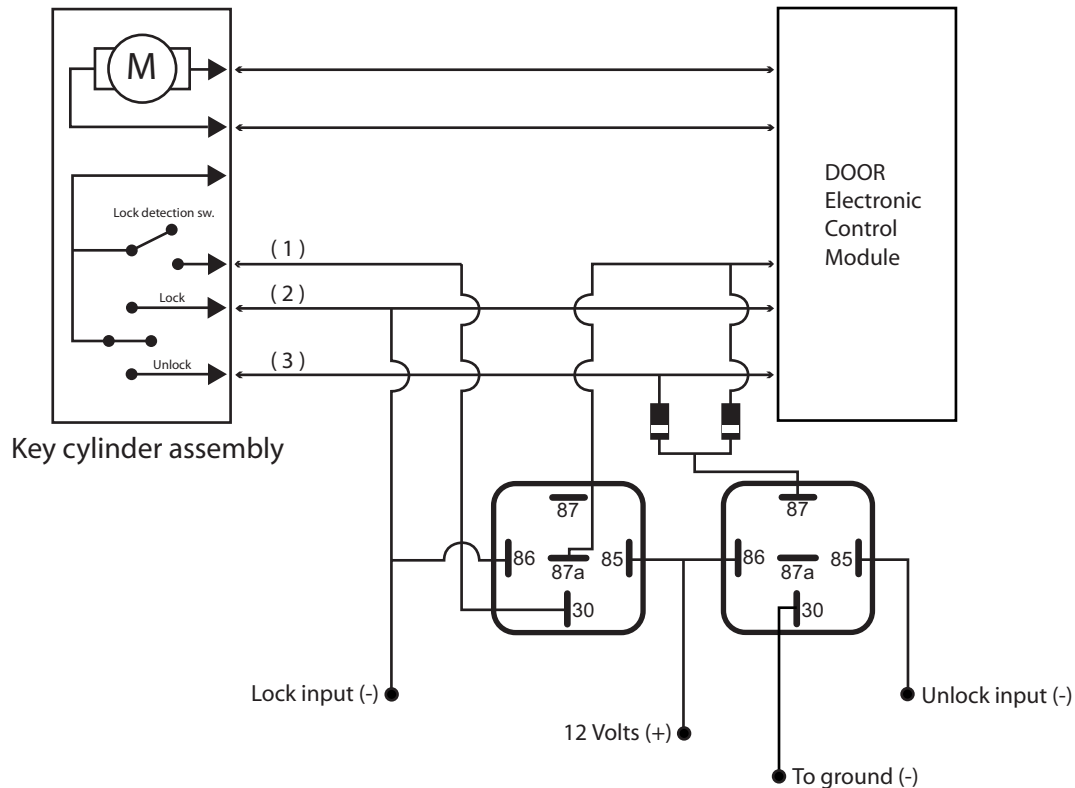 M
Lock detection sw.
( 1 )
Lock
( 2 )
Unlock
( 3 )
Key cylinder assembly
DOOR
Electronic
Control
Module
87
86
87a
85
30
87
86
87a
85
30
Lock input (-)
12 Volts (+)
Unlock input (-)
To ground (-)